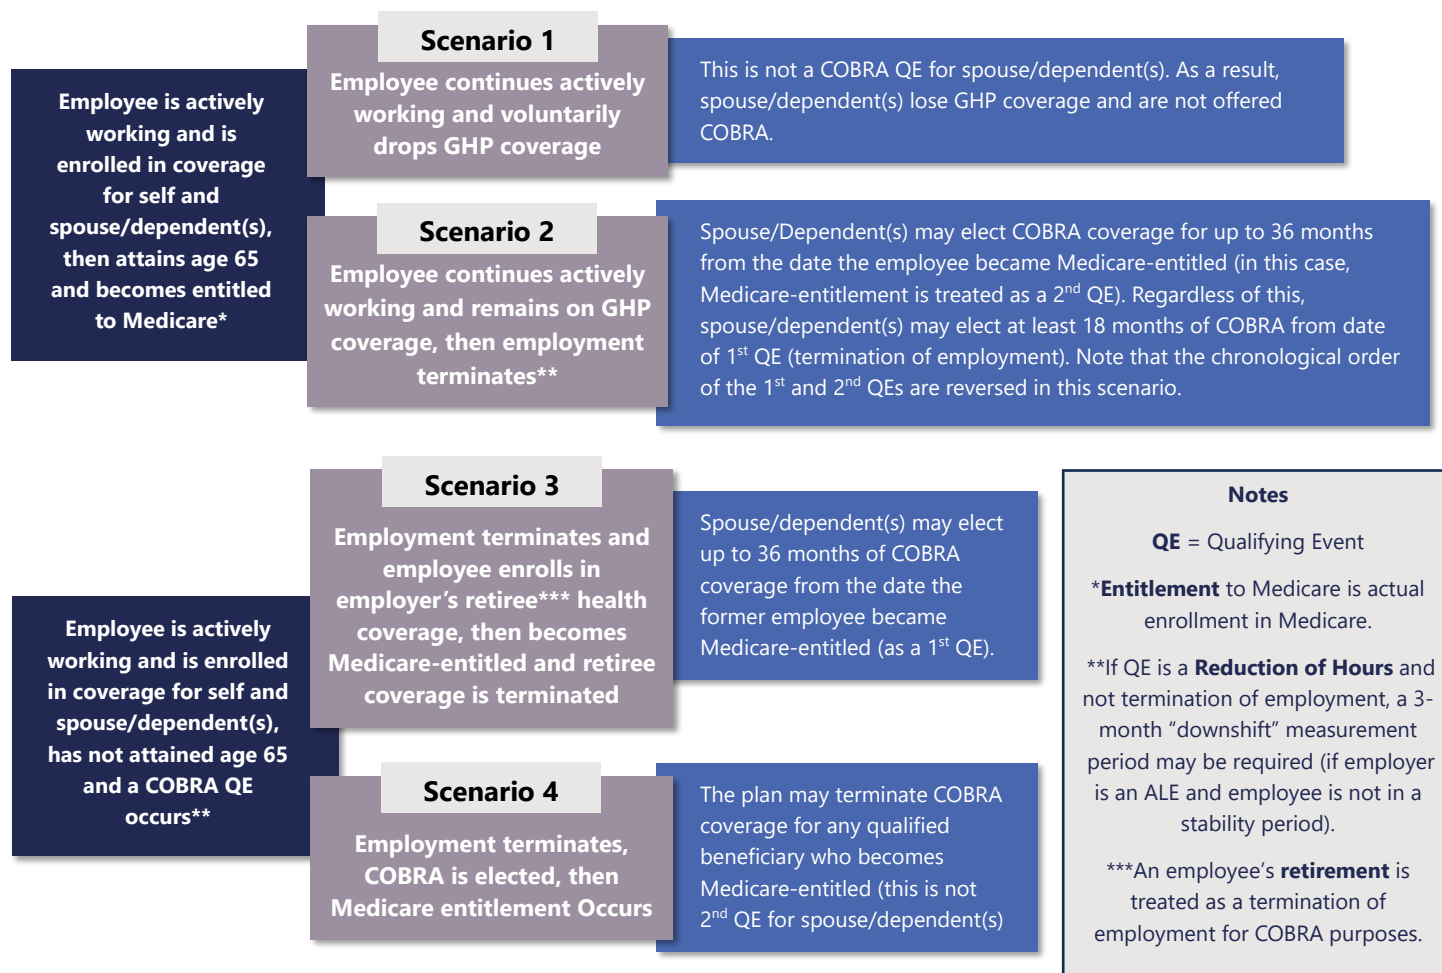 Employee is actively
working and is
enrolled in coverage
for self and
spouse/dependent(s),
then attains age 65
and becomes entitled
to Medicare*
Scenario 1
Employee continues actively
working and voluntarily
drops GHP coverage
This is not a COBRA QE for spouse/dependent(s). As a result,
spouse/dependent(s) lose GHP coverage and are not offered
COBRA.
Scenario 2
Employee continues actively
working and remains on GHP
coverage, then employment
terminates**
Spouse/Dependent(s) may elect COBRA coverage for up to 36 months
from the date the employee became Medicare-entitled (in this case,
Medicare-entitlement is treated as a 2nd QE). Regardless of this,
spouse/dependent(s) may elect at least 18 months of COBRA from date
of 1st QE (termination of employment). Note that the chronological order
of the 1st and 2nd QEs are reversed in this scenario.
Employee is actively
working and is enrolled
in coverage for self and
spouse/dependent(s),
has not attained age 65
and a COBRA QE
occurs**
Scenario 3
Employment terminates and
employee enrolls in
employer’s retiree*** health
coverage, then becomes
Medicare-entitled and retiree
coverage is terminated
Spouse/dependent(s) may elect
up to 36 months of COBRA
coverage from the date the
former employee became
Medicare-entitled (as a 1st QE).
Scenario 4
Employment terminates,
COBRA is elected, then
Medicare entitlement Occurs
The plan may terminate COBRA
coverage for any qualified
beneficiary who becomes
Medicare-entitled (this is not
2nd QE for spouse/dependent(s)
Notes
QE = Qualifying Event
*Entitlement to Medicare is actual
enrollment in Medicare.
**If QE is a Reduction of Hours and
not termination of employment, a 3-
month “downshift” measurement
period may be required (if employer
is an ALE and employee is not in a
stability period).
***An employee’s retirement is
treated as a termination of
employment for COBRA purposes.